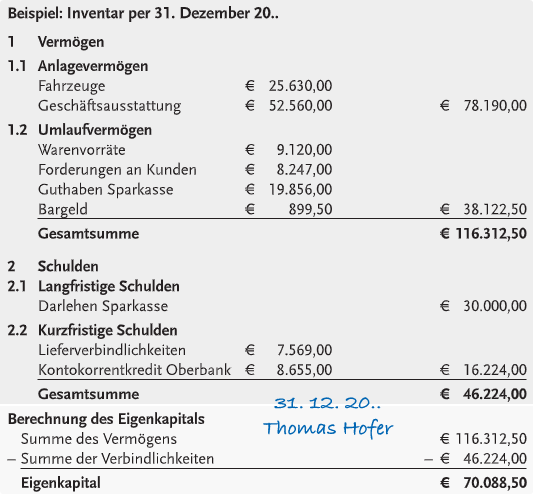 Beispiel: Inventar per 31. Dezember 20..
1 Vermögen
1.1 Anlagevermögen
Fahrzeuge € 25.630,00
Geschäftsausstattung € 52.560,00 € 78.190,00
1.2 Umlaufvermögen
Warenvorräte € 9.120,00
Forderungen an Kunden € 8.247,00
Guthaben Sparkasse € 19.856,00
Bargeld € 899,50 € 38.122,50
Gesamtsumme € 116.312,50
2 Schulden
2.1 Langfristige Schulden
Darlehen Sparkasse € 30.000,00
2.2 Kurzfristige Schulden
Lieferverbindlichkeiten € 7.569,00
Kontokorrentkredit Oberbank € 8.655,00 € 16.224,00
Gesamtsumme € 46.224,00
31. 12. 20..
Thomas Hofer
Berechnung des Eigenkapitals
Summe des Vermögens € 116.312,50
– Summe der Verbindlichkeiten – € 46.224,00
Eigenkapital € 70.088,50